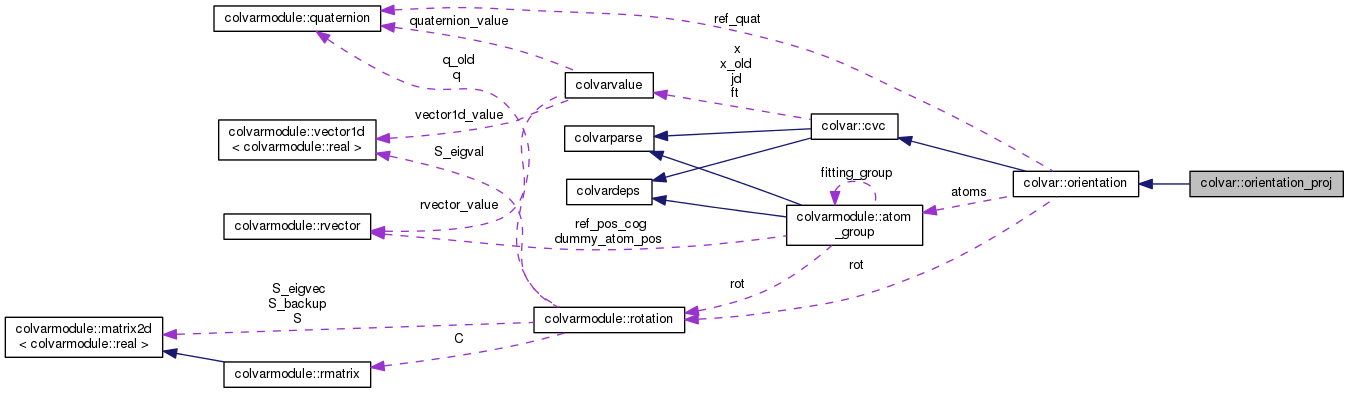 colvarmodule::quaternion
quaternion_value
ref_quat
q_old
q
x
x_old
jd
ft
colvarvalue
vector1d_value
colvarmodule::vector1d
< colvarmodule::real >
colvarparse
colvar::cvc
S_eigval
fitting_group
colvardeps
atoms
colvar::orientation
colvar::orientation_proj
rvector_value
colvarmodule::rvector
ref_pos_cog
dummy_atom_pos
colvarmodule::atom
_group
rot
rot
S_eigvec
S_backup
S
colvarmodule::rotation
colvarmodule::matrix2d
< colvarmodule::real >
C
colvarmodule::rmatrix